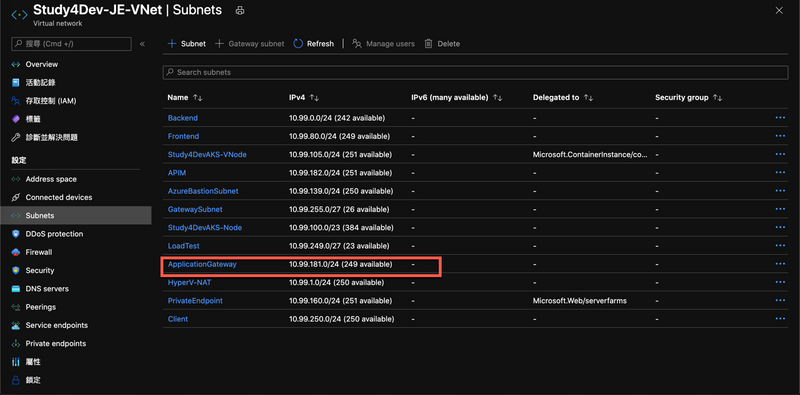 Study4Dev-JE-VNet | Subnets
Virtual network
搜尋 (Cmd +/)
Overview
活動記錄
存取控制 (IAM)
標籤
診斷並解決問題
設定
Address space
Connected devices
Subnets
DDoS protection
Firewall
Security
DNS servers
Peerings
Service endpoints
Private endpoints
屬性
鎖定
+ Subnet + Gateway subnet Refresh Manage users Delete
Search subnets
Name IPv4 IPv6 (many available) Delegated to Security group
Backend 10.99.0.0/24 (242 available) - - -
Frontend 10.99.80.0/24 (249 available) - - -
Study4DevAKS-VNode 10.99.105.0/24 (251 available) - Microsoft.ContainerInstance/co... -
APIM 10.99.182.0/24 (251 available) - - -
AzureBastionSubnet 10.99.139.0/24 (250 available) - - -
GatewaySubnet 10.99.255.0/27 (26 available) - - -
Study4DevAKS-Node 10.99.100.0/23 (384 available) - - -
LoadTest 10.99.249.0/27 (23 available) - - -
ApplicationGateway 10.99.181.0/24 (249 available) - - -
HyperV-NAT 10.99.1.0/24 (250 available) - - -
PrivateEndpoint 10.99.160.0/24 (251 available) - Microsoft.Web/serverfarms -
Client 10.99.250.0/24 (250 available) - - -